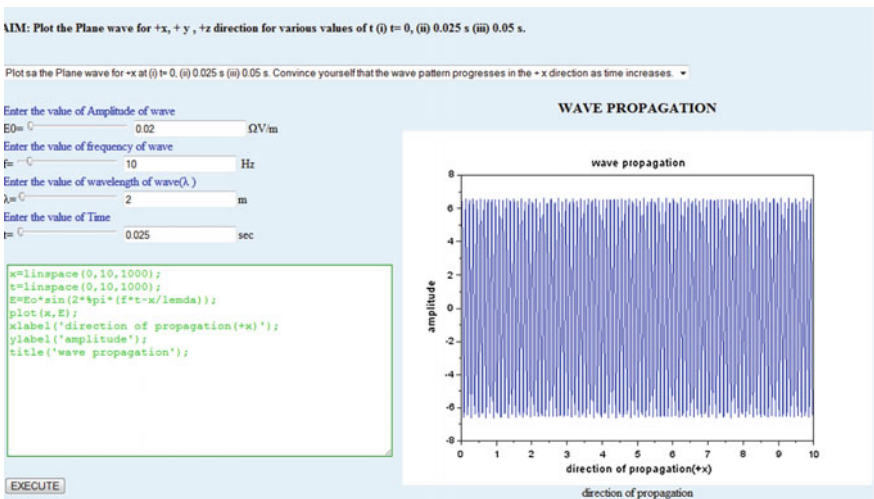 AIM: Plot the Plane wave for +x, + y , +z direction for various values of t (i) t= 0, (ii) 0.025 s (iii) 0.05 s.
Plot sa the Plane wave for +x at (i) t= 0, (ii) 0.025 s (iii) 0.05 s. Convince yourself that the wave pattern progresses in the + x direction as time increases.
Enter the value of Amplitude of wave
E0= 0.02 ΩV/m
Enter the value of frequency of wave
f= 10 Hz
Enter the value of wavelength of wave(λ )
λ= 2 m
Enter the value of Time
t= 0.025 sec
x=linspace(0,10,1000);
t=linspace(0,10,1000);
E=Eo*sin(2*%pi*(f*t-x/lemda));
plot(x,E);
xlabel('direction of propagation(+x)');
ylabel('amplitude');
title('wave propagation');
EXECUTE
WAVE PROPAGATION
wave propagation
amplitude
8
6
4
2
0
-2
-4
-6
-8
0 1 2 3 4 5 6 7 8 9 10
direction of propagation(+x)
direction of propagation